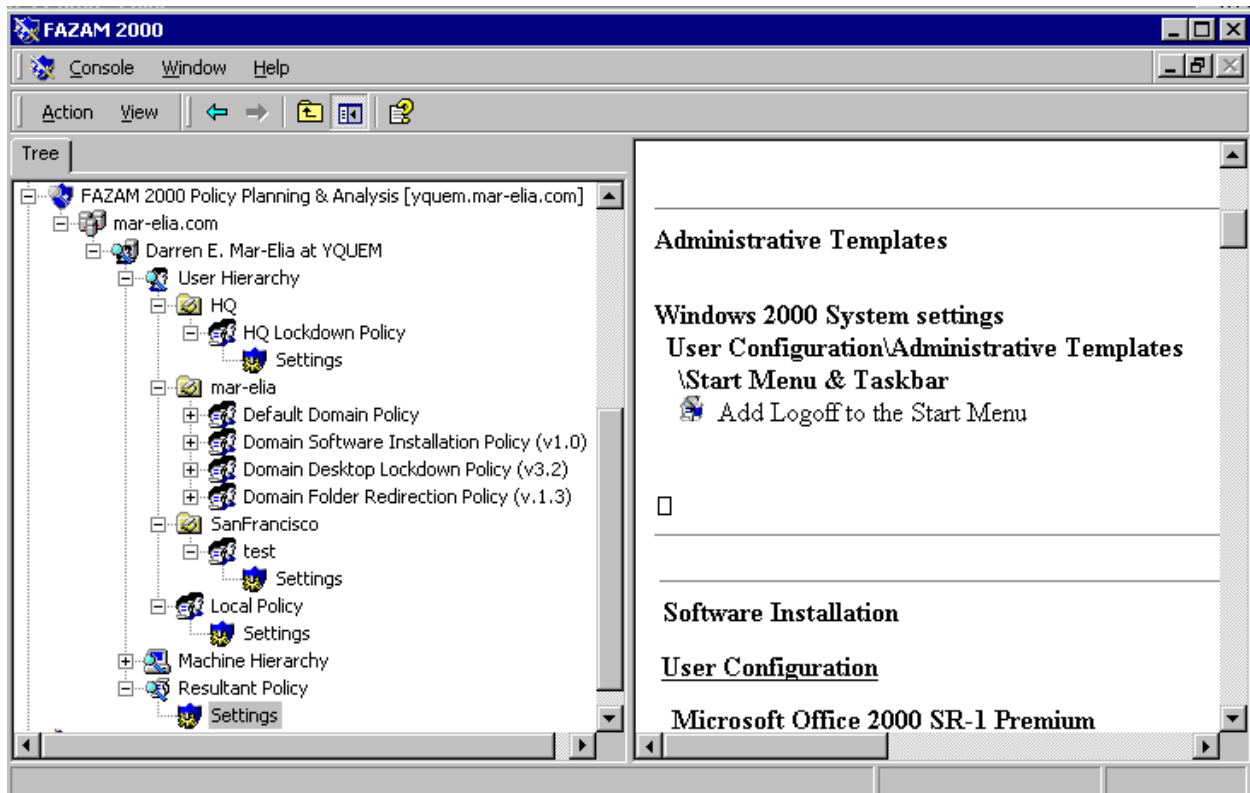 FAZAM 2000
Console Window Help
Action View
Tree
FAZAM 2000 Policy Planning & Analysis [yquem.mar-elia.com]
mar-elia.com
Darren E. Mar-Elia at YQUEM
User Hierarchy
HQ
HQ Lockdown Policy
Settings
mar-elia
Default Domain Policy
Domain Software Installation Policy (v1.0)
Domain Desktop Lockdown Policy (v3.2)
Domain Folder Redirection Policy (v.1.3)
SanFrancisco
test
Settings
Local Policy
Settings
Machine Hierarchy
Resultant Policy
Settings
Administrative Templates
Windows 2000 System settings
User Configuration\Administrative Templates
\Start Menu & Taskbar
Add Logoff to the Start Menu
Software Installation
User Configuration
Microsoft Office 2000 SR-1 Premium